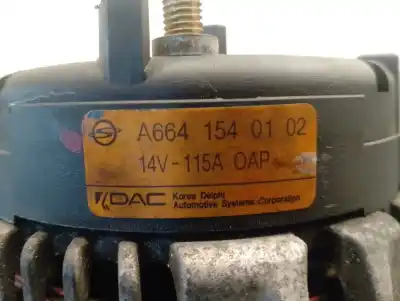 A664 154 01 02
14V-115A OAP
DAC Korea Delphi
Automotive Systems Corporation